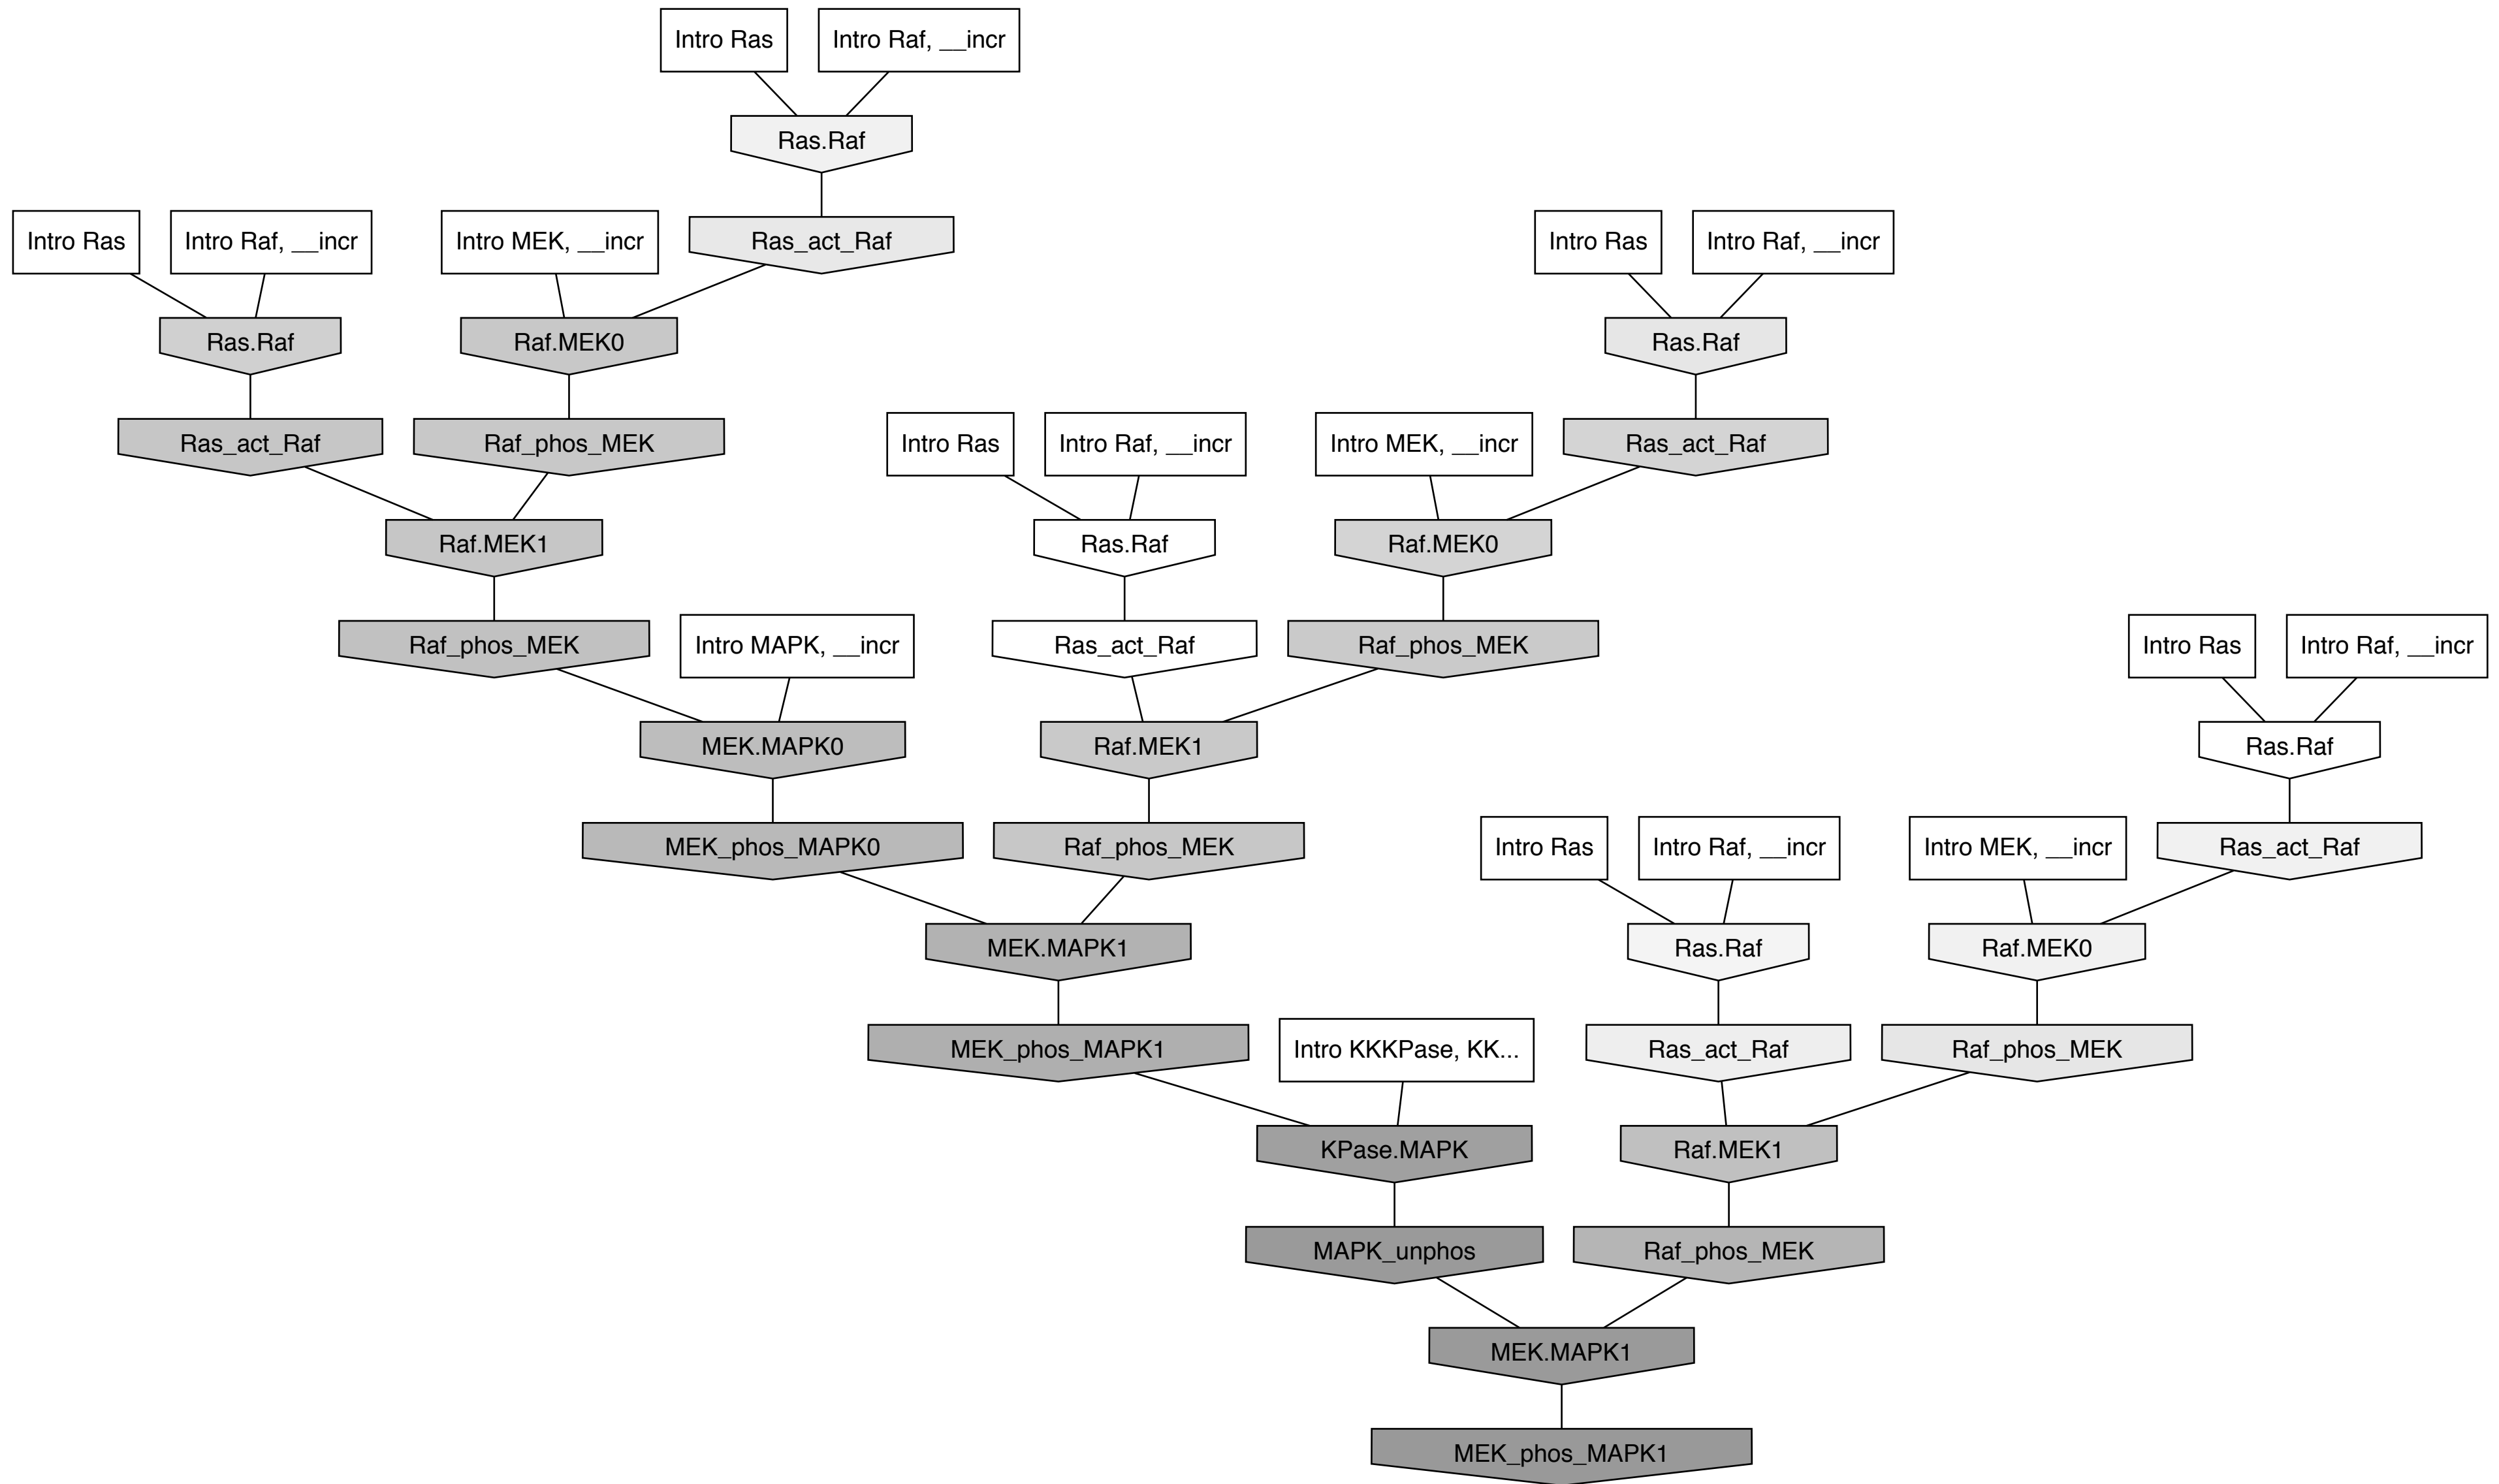 Intro Ras
Intro Raf, __incr
Ras.Raf
Intro Ras
Intro Raf, __incr
Intro MEK, __incr
Ras_act_Raf
Intro Ras
Intro Raf, __incr
Ras.Raf
Raf.MEK0
Ras.Raf
Ras_act_Raf
Raf_phos_MEK
Intro Ras
Intro Raf, __incr
Intro MEK, __incr
Ras_act_Raf
Raf.MEK1
Ras.Raf
Raf.MEK0
Raf_phos_MEK
Intro MAPK, __incr
Ras_act_Raf
Raf_phos_MEK
Intro Ras
Intro Raf, __incr
MEK.MAPK0
Raf.MEK1
Ras.Raf
MEK_phos_MAPK0
Raf_phos_MEK
Intro Ras
Intro Raf, __incr
Intro MEK, __incr
Ras_act_Raf
MEK.MAPK1
Ras.Raf
Raf.MEK0
MEK_phos_MAPK1
Intro KKKPase, KK...
Ras_act_Raf
Raf_phos_MEK
KPase.MAPK
Raf.MEK1
MAPK_unphos
Raf_phos_MEK
MEK.MAPK1
MEK_phos_MAPK1